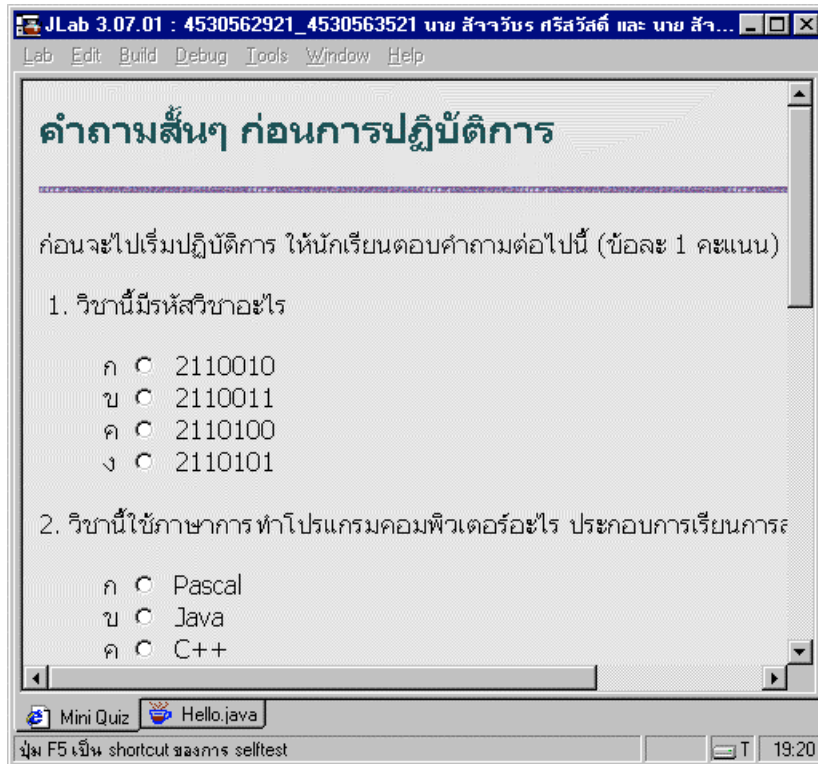 JLab 3.07.01 : 4530562921_4530563521 นาย สัจจวัชร ศรีสวัสดิ์ และ นาย สัจ...
Lab Edit Build Debug Tools Window Help
คำถามสั้นๆ ก่อนการปฏิบัติการ
ก่อนจะไปเริ่มปฏิบัติการ ให้นักเรียนตอบคำถามต่อไปนี้ (ข้อละ 1 คะแนน)
1. วิชานี้มีรหัสวิชาอะไร
ก 2110010
ข 2110011
ค 2110100
ง 2110101
2. วิชานี้ใช้ภาษาการทำโปรแกรมคอมพิวเตอร์อะไร ประกอบการเรียนการส
ก Pascal
ข Java
ค C++
Mini Quiz Hello.java
ปุ่ม F5 เป็น shortcut ของการ selftest T 19:20